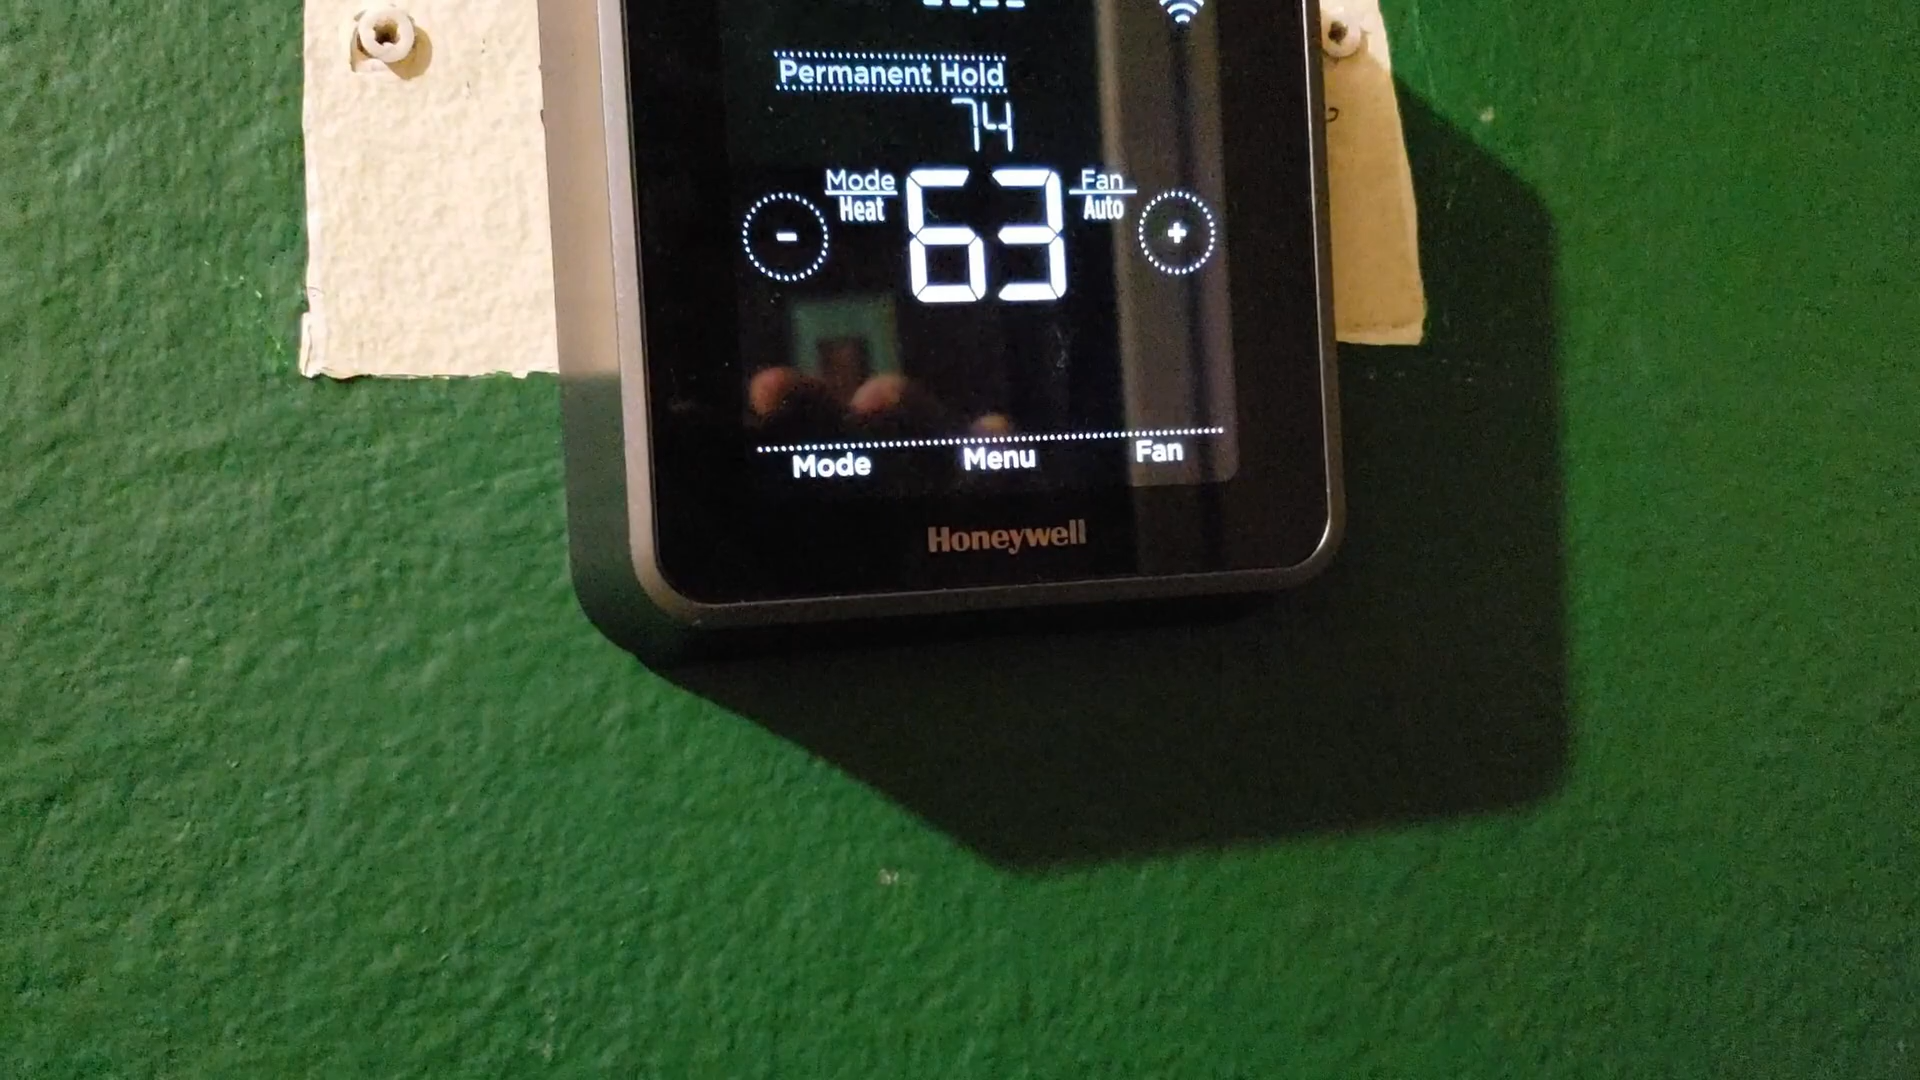 Permanent Hold
74
Mode
Heat
63
Fan
Auto
-
+
Mode Menu Fan
Honeywell